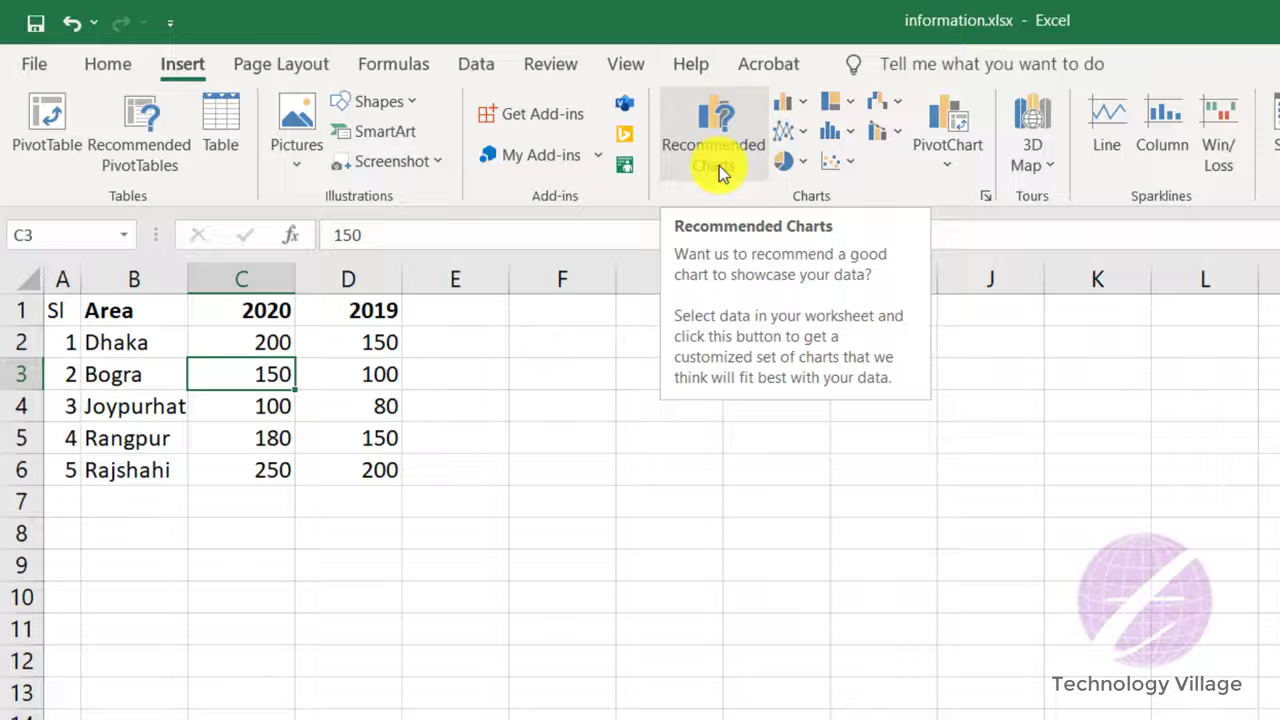 information.xlsx - Excel
File Home Insert Page Layout Formulas Data Review View Help Acrobat Tell me what you want to do
PivotTable
Recommended
PivotTables
Table
Tables
Pictures
Shapes
SmartArt
Screenshot
Illustrations
Get Add-ins
My Add-ins
Add-ins
Recommended
Charts
PivotChart
Charts
3D
Map
Tours
Line
Column
Win/
Loss
Sparklines
C3
fx
150
Recommended Charts
Want us to recommend a good
chart to showcase your data?
Select data in your worksheet and
click this button to get a
customized set of charts that we
think will fit best with your data.
A B C D E F J K L
1 Sl Area 2020 2019
2 1 Dhaka 200 150
3 2 Bogra 150 100
4 3 Joypurhat 100 80
5 4 Rangpur 180 150
6 5 Rajshahi 250 200
7
8
9
10
11
12
13
Technology Village